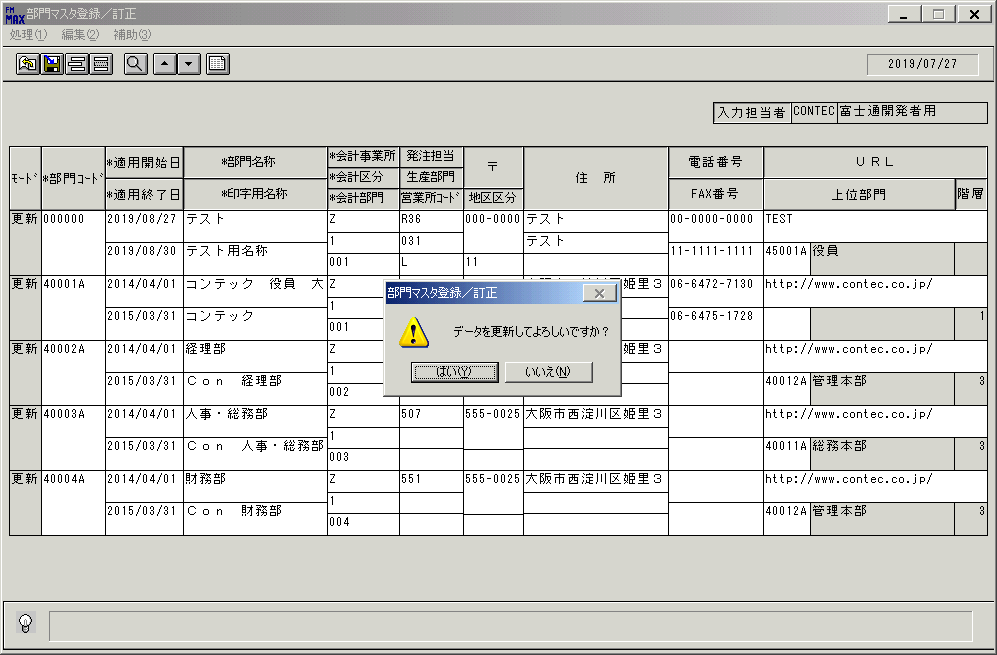 FM MAX 部門マスタ登録／訂正
処理(1) 編集(2) 補助(3)
2019/07/27
入力担当者 CONTEC 富士通開発者用
ﾓｰﾄﾞ *部門ｺｰﾄﾞ *適用開始日 *部門名称 *会計事業所 発注担当 〒 住　所 電話番号 ＵＲＬ
*会計区分 生産部門
*適用終了日 *印字用名称 *会計部門 営業所ｺｰﾄﾞ 地区区分 FAX番号 上位部門 階層
更新 000000 2019/08/27 テスト Z R36 000-0000 テスト 00-0000-0000 TEST
1 031 テスト
2019/08/30 テスト用名称 001 L 11 11-1111-1111 45001A 役員
更新 40001A 2014/04/01 コンテック　役員　大 Z 姫里３ 06-6472-7130 http://www.contec.co.jp/
1
2015/03/31 コンテック 001 06-6475-1728 1
更新 40002A 2014/04/01 経理部 Z 姫里３ http://www.contec.co.jp/
1
2015/03/31 Ｃｏｎ　経理部 002 40012A 管理本部 3
更新 40003A 2014/04/01 人事・総務部 Z 507 555-0025 大阪市西淀川区姫里３ http://www.contec.co.jp/
1
2015/03/31 Ｃｏｎ　人事・総務部 003 40011A 総務本部 3
更新 40004A 2014/04/01 財務部 Z 551 555-0025 大阪市西淀川区姫里３ http://www.contec.co.jp/
1
2015/03/31 Ｃｏｎ　財務部 004 40012A 管理本部 3
部門マスタ登録／訂正
データを更新してよろしいですか？
はい(Y) いいえ(N)